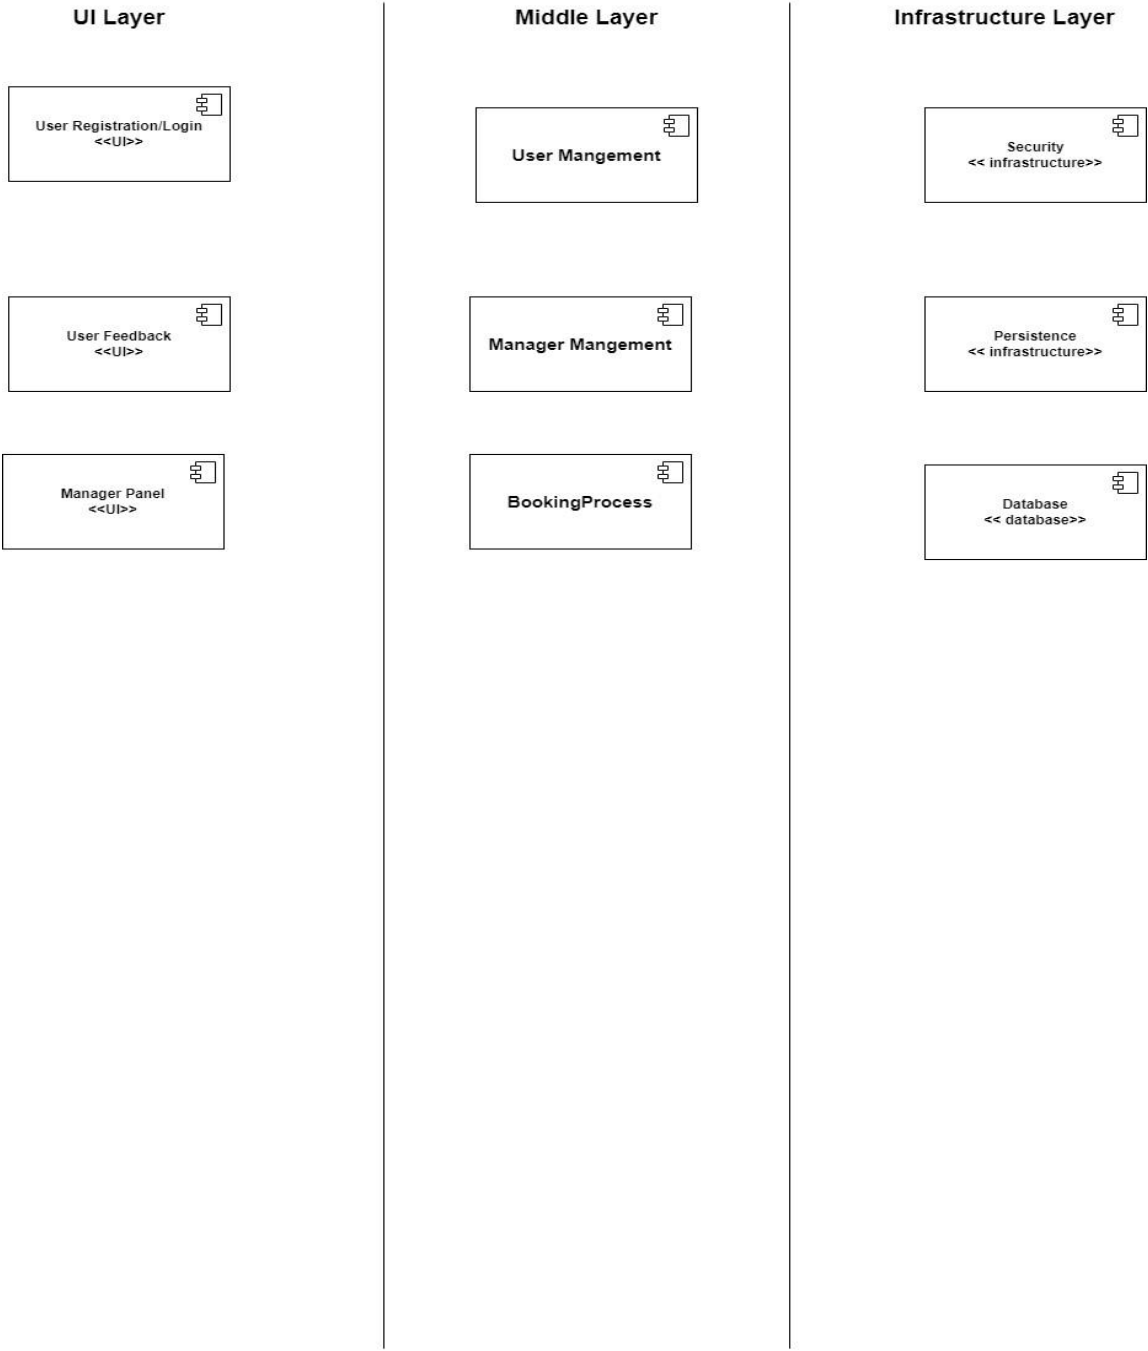 UI Layer
Middle Layer
Infrastructure Layer
User Registration/Login
<<UI>>
User Mangement
Security
<< infrastructure>>
User Feedback
<<UI>>
Manager Mangement
Persistence
<< infrastructure>>
Manager Panel
<<UI>>
BookingProcess
Database
<< database>>